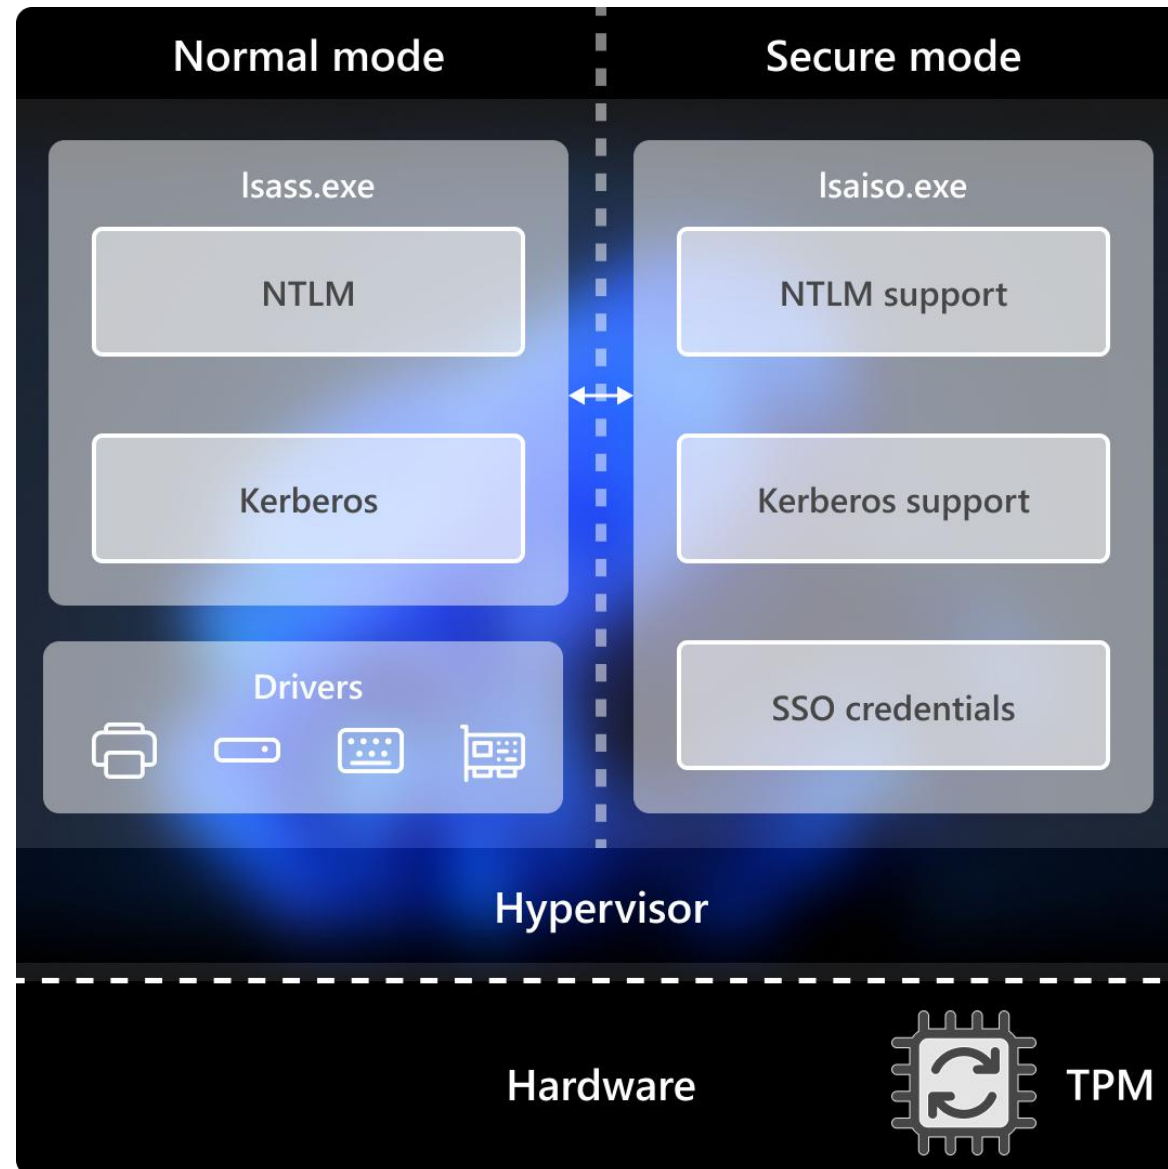 Normal mode
Secure mode
lsass.exe
NTLM
Kerberos
Drivers
lsaiso.exe
NTLM support
Kerberos support
SSO credentials
Hypervisor
Hardware
TPM